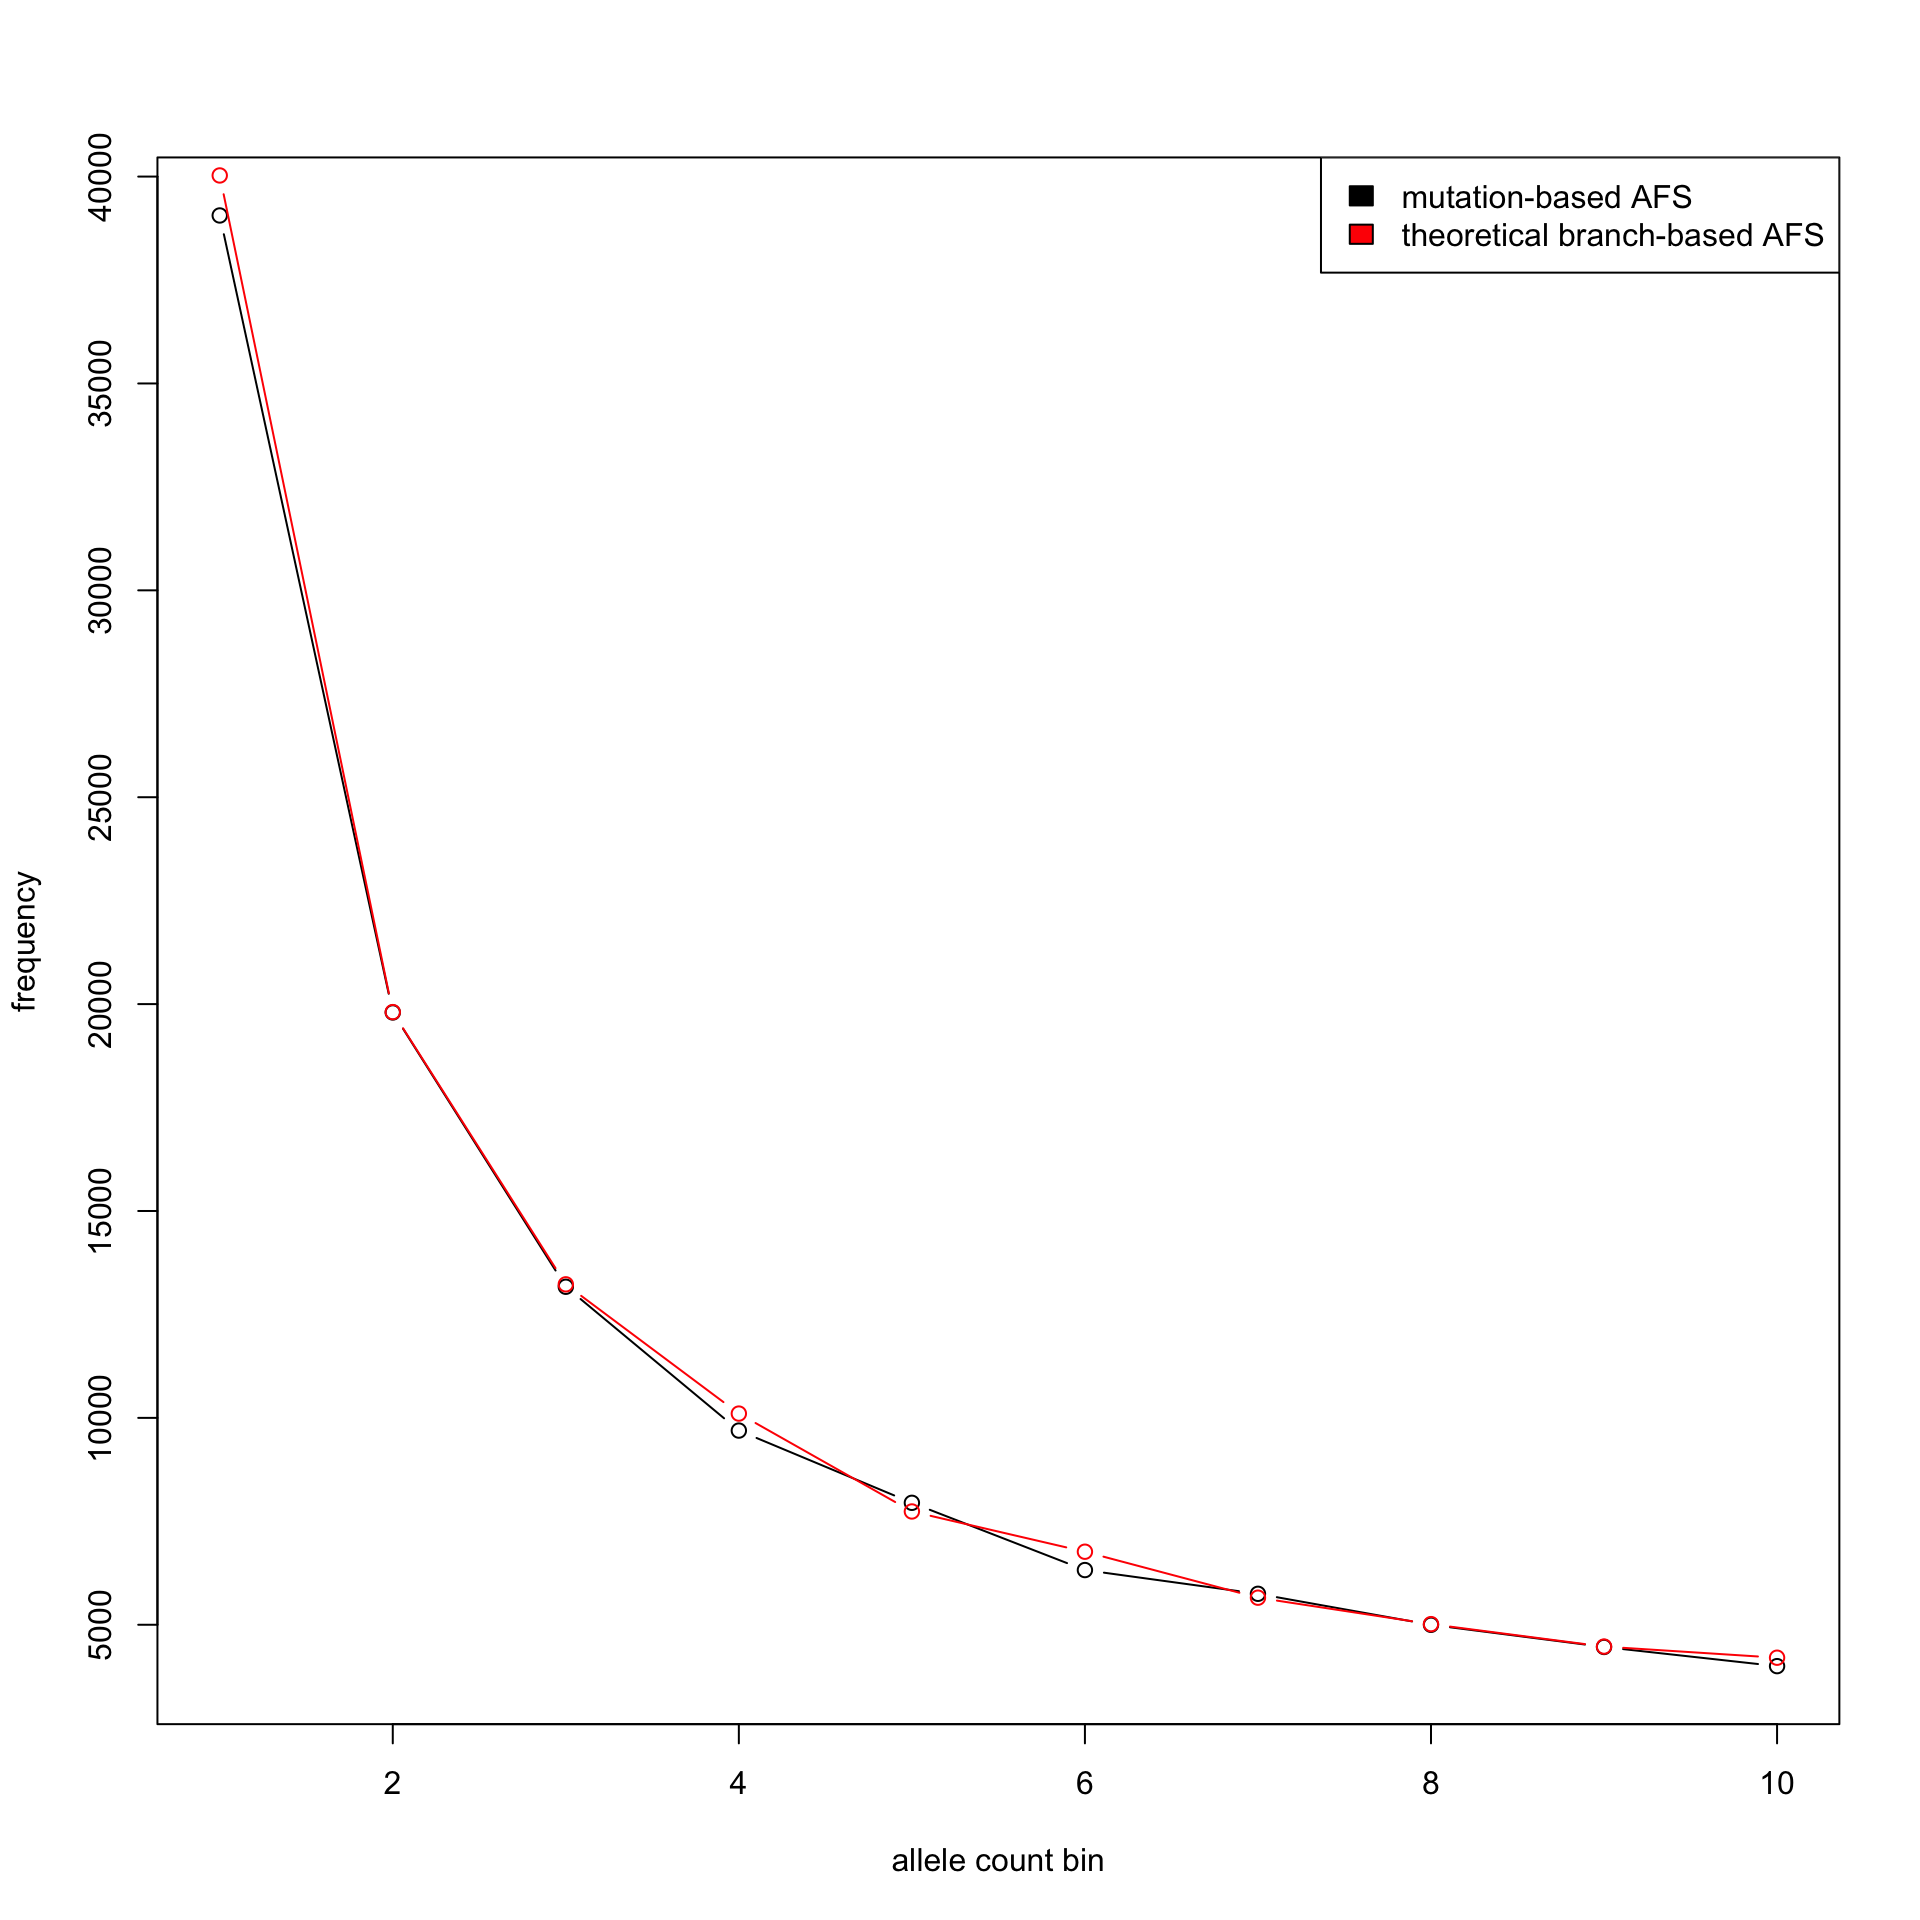 mutation-based AFS
theoretical branch-based AFS
40000
35000
30000
25000
20000
15000
10000
5000
frequency
2 4 6 8 10
allele count bin